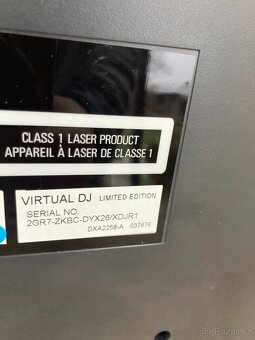 CLASS 1 LASER PRODUCT
APPAREIL À LASER DE CLASSE 1
VIRTUAL DJ LIMITED EDITION
SERIAL NO.
2GR7-ZKBC-DYX26/XDJR1
DXA2258-A 037676